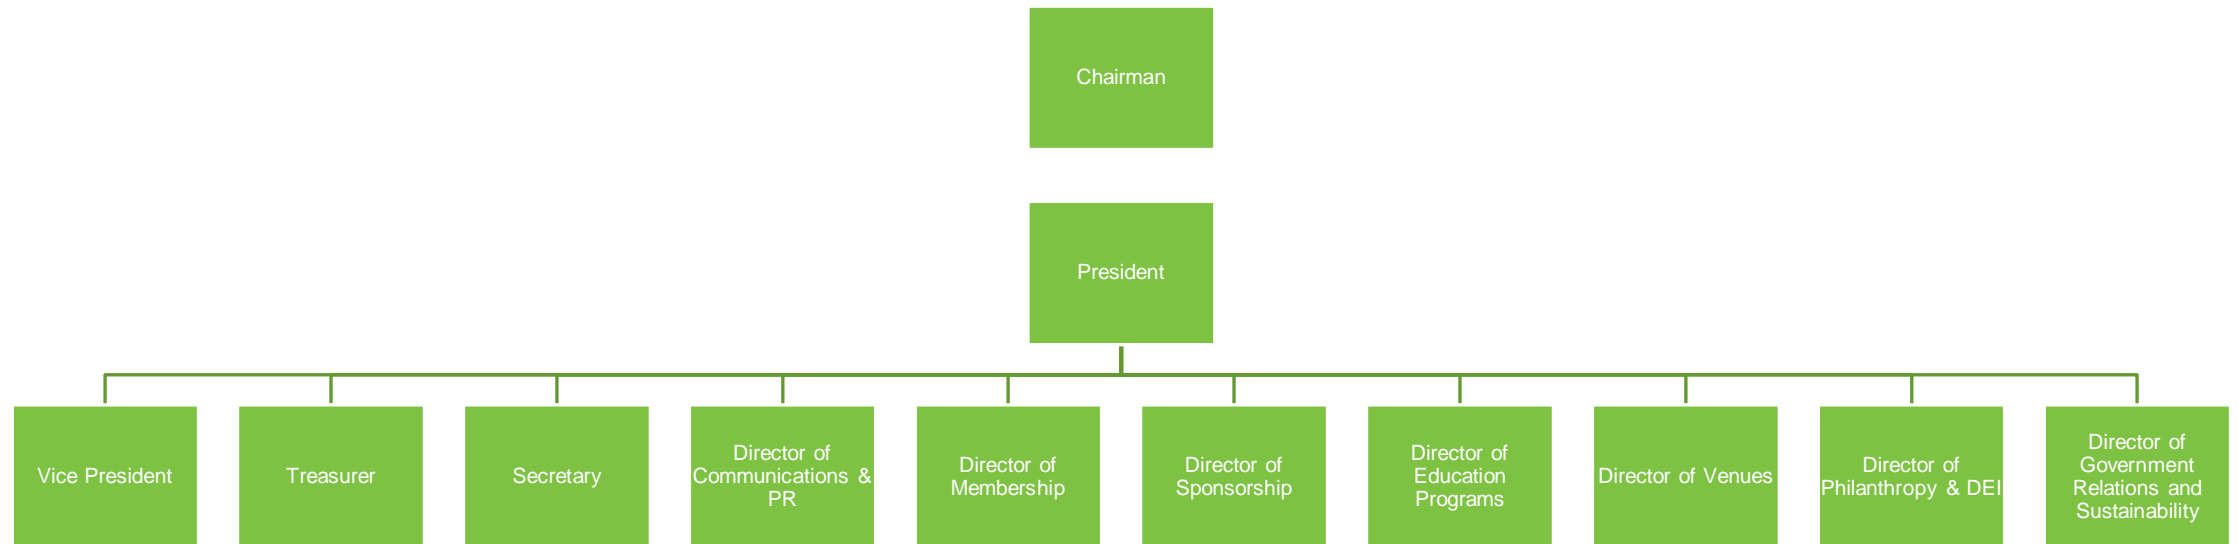 Chairman
President
Vice President
Treasurer
Secretary
Director of
Communications &
PR
Director of
Membership
Director of
Sponsorship
Director of
Education
Programs
Director of Venues
Director of
Philanthropy & DEI
Director of
Government
Relations and
Sustainability